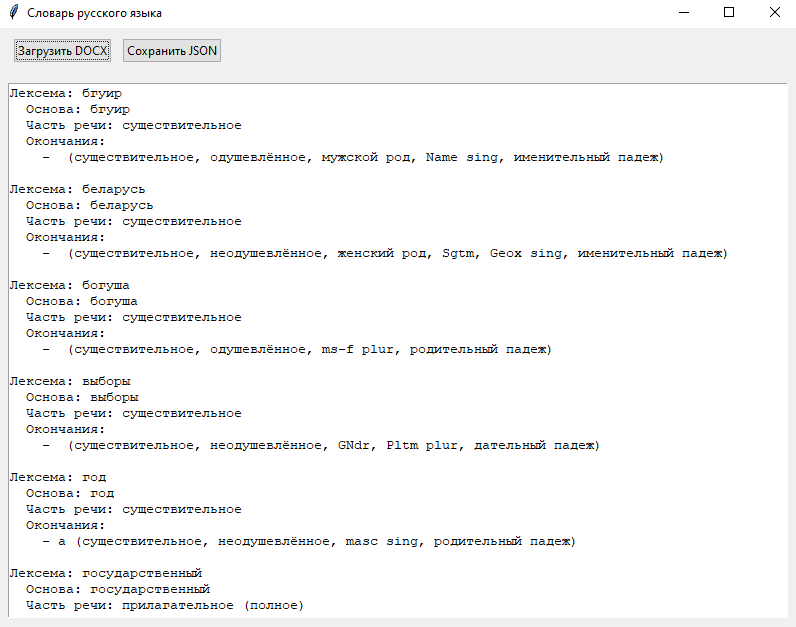 Словарь русского языка
Загрузить DOCX
Сохранить JSON
Лексема: бгуир
Основа: бгуир
Часть речи: существительное
Окончания:
-  (существительное, одушевлённое, мужской род, Name sing, именительный падеж)
Лексема: беларусь
Основа: беларусь
Часть речи: существительное
Окончания:
-  (существительное, неодушевлённое, женский род, Sgtm, Geox sing, именительный падеж)
Лексема: богуша
Основа: богуша
Часть речи: существительное
Окончания:
-  (существительное, одушевлённое, ms-f plur, родительный падеж)
Лексема: выборы
Основа: выборы
Часть речи: существительное
Окончания:
-  (существительное, неодушевлённое, GNdr, Pltm plur, дательный падеж)
Лексема: год
Основа: год
Часть речи: существительное
Окончания:
- а (существительное, неодушевлённое, masc sing, родительный падеж)
Лексема: государственный
Основа: государственный
Часть речи: прилагательное (полное)